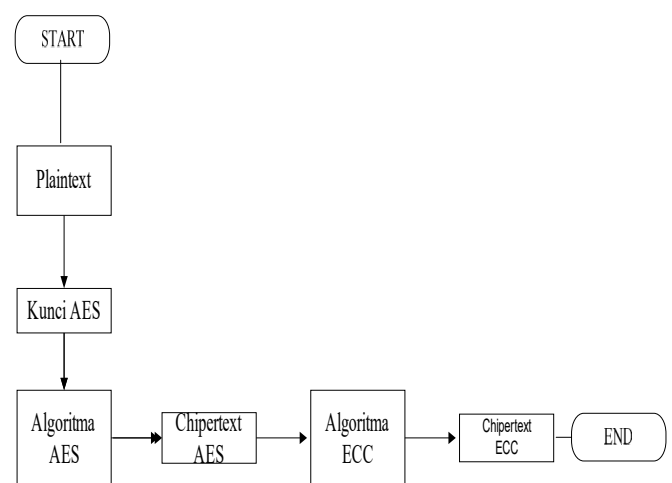 START
Plaintext
Kunci AES
Algoritma
AES
Chipertext
AES
Algoritma
ECC
Chipertext
ECC
END